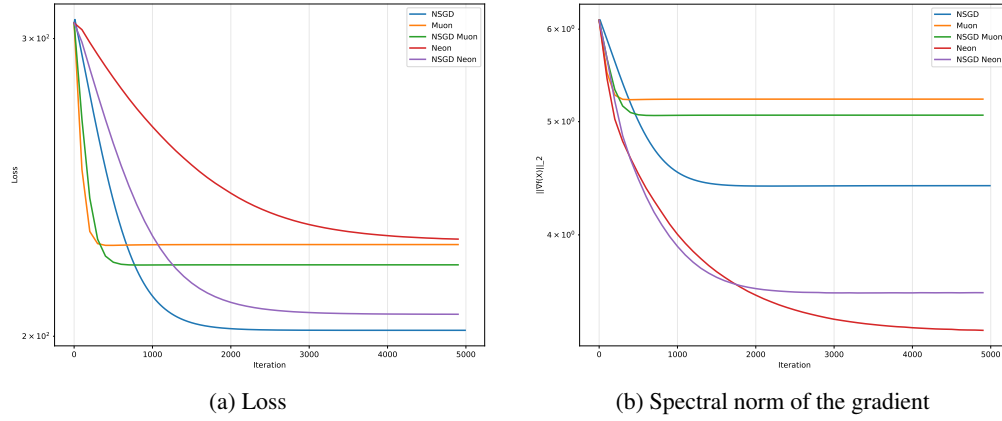 NSGD
Muon
NSGD Muon
Neon
NSGD Neon
3 × 10²
2 × 10²
Loss
0
1000
2000
3000
4000
5000
Iteration
(a) Loss
NSGD
Muon
NSGD Muon
Neon
NSGD Neon
6 × 10⁰
5 × 10⁰
4 × 10⁰
||∇f(X)||_2
0
1000
2000
3000
4000
5000
Iteration
(b) Spectral norm of the gradient